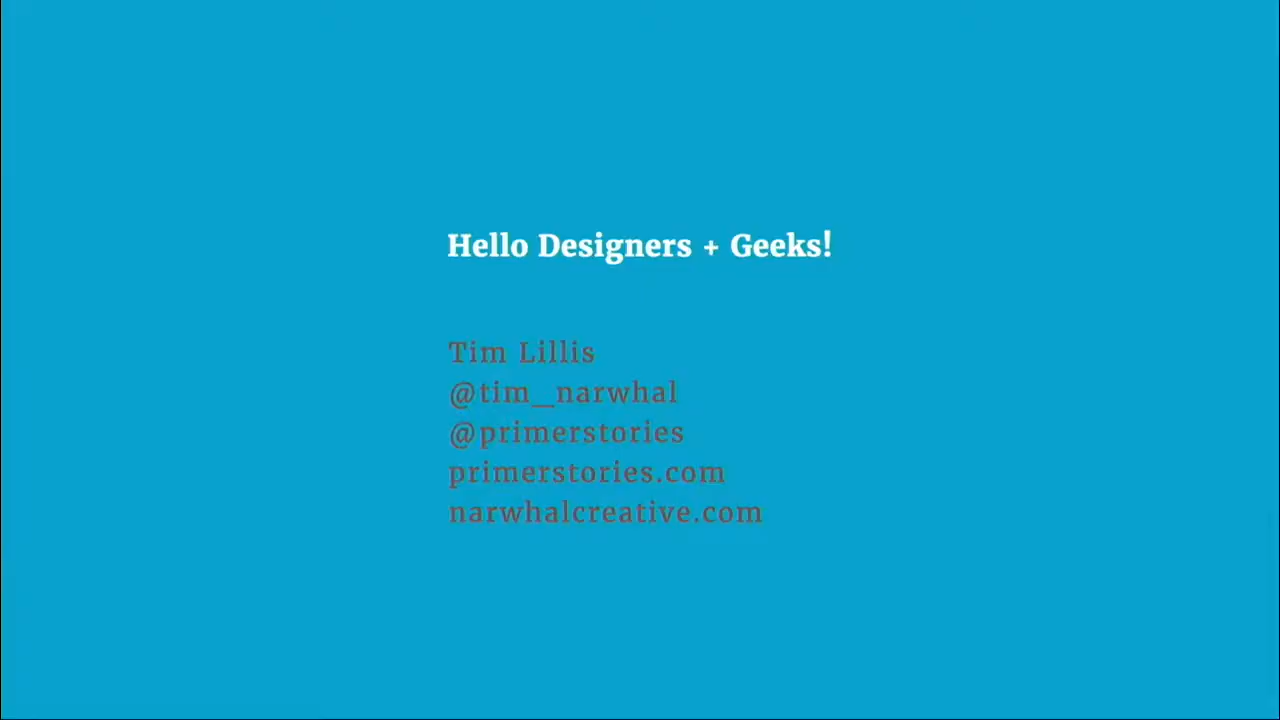 Hello Designers + Geeks!
Tim Lillis
@tim_narwhal
@primerstories
primerstories.com
narwhalcreative.com